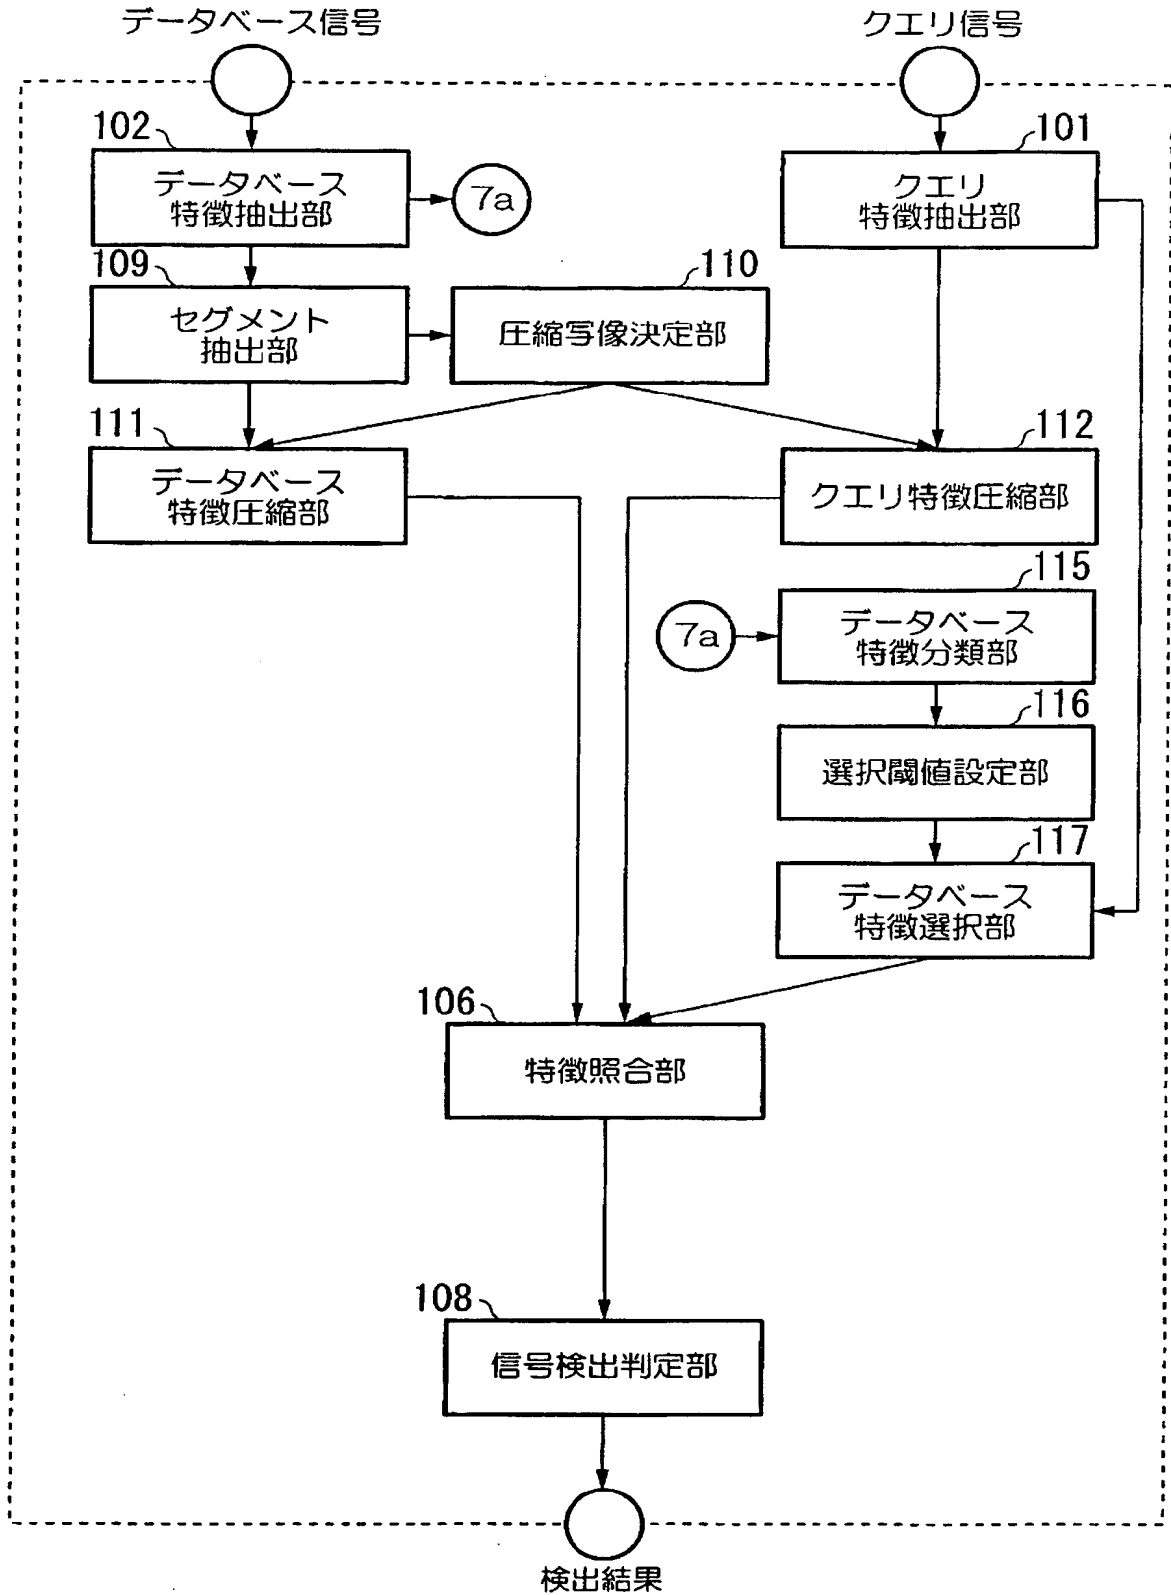 データベース信号
クエリ信号
102
データベース
特徴抽出部
7a
101
クエリ
特徴抽出部
109
セグメント
抽出部
110
圧縮写像決定部
111
データベース
特徴圧縮部
112
クエリ特徴圧縮部
7a
115
データベース
特徴分類部
116
選択閾値設定部
117
データベース
特徴選択部
106
特徴照合部
108
信号検出判定部
検出結果